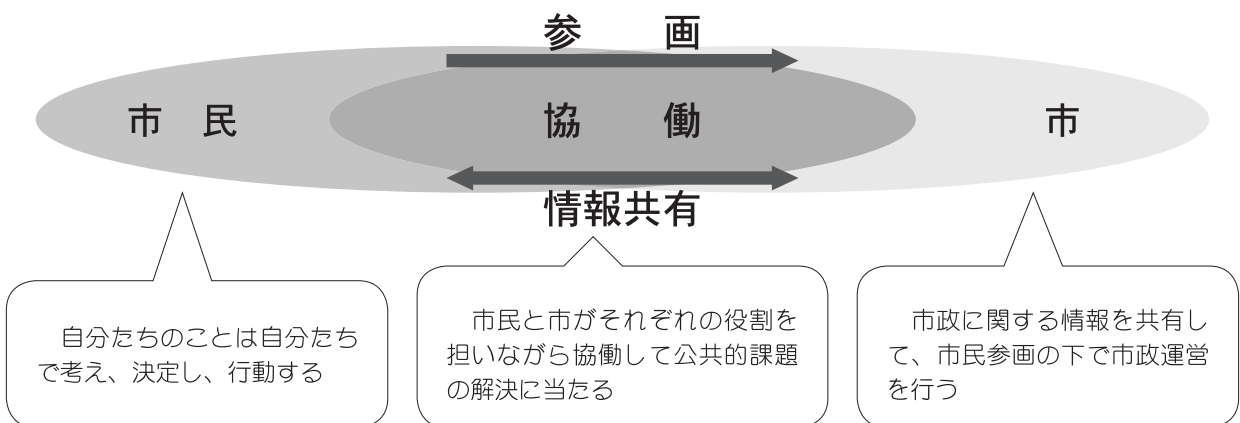 参　画
市　民
協　働
市
情報共有
自分たちのことは自分たち
で考え、決定し、行動する
市民と市がそれぞれの役割を
担いながら協働して公共的課題
の解決に当たる
市政に関する情報を共有し
て、市民参画の下で市政運営
を行う